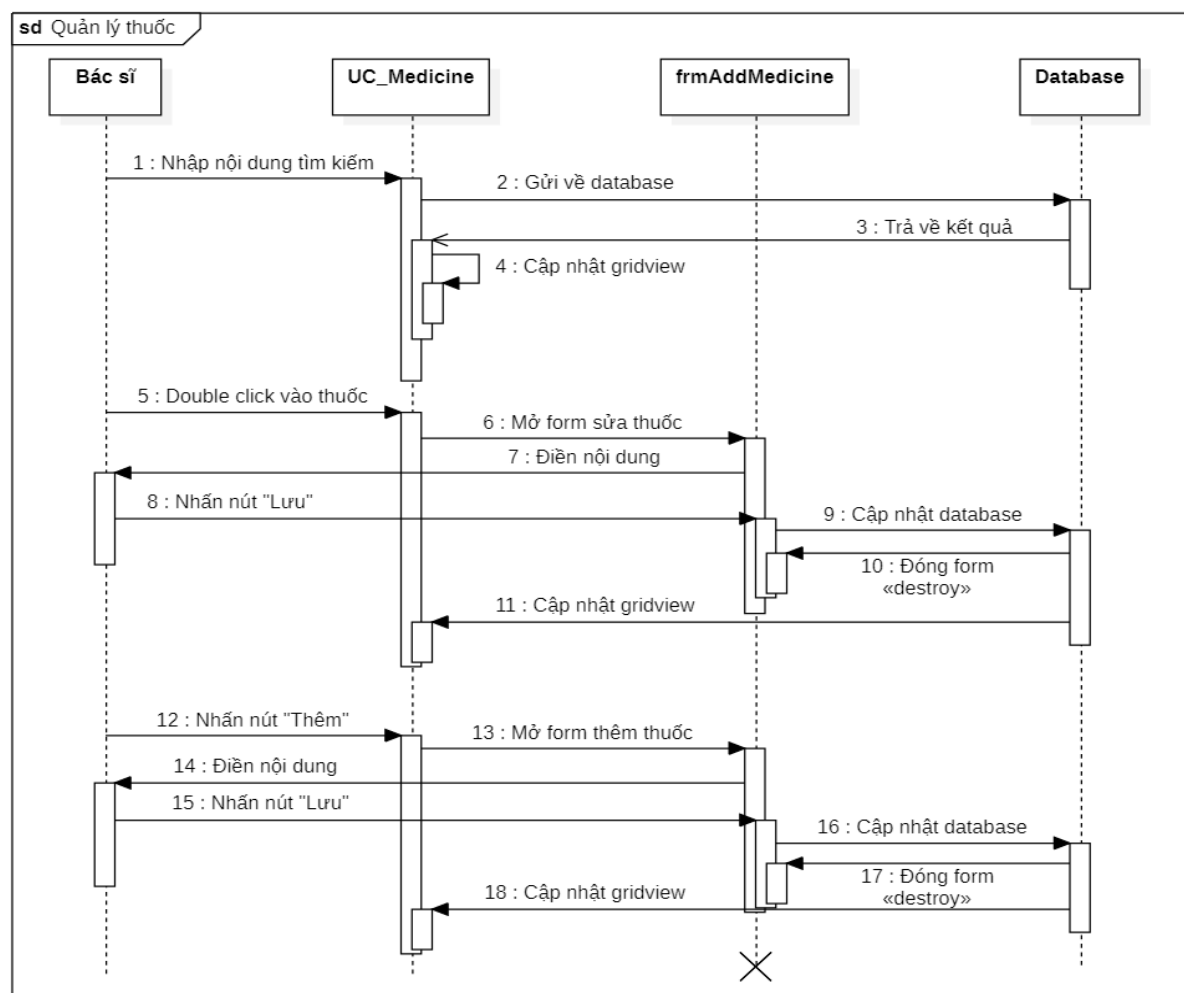 sd Quản lý thuốc
Bác sĩ
UC_Medicine
frmAddMedicine
Database
1 : Nhập nội dung tìm kiếm
2 : Gửi về database
3 : Trả về kết quả
4 : Cập nhật gridview
5 : Double click vào thuốc
6 : Mở form sửa thuốc
7 : Điền nội dung
8 : Nhấn nút "Lưu"
9 : Cập nhật database
10 : Đóng form
«destroy»
11 : Cập nhật gridview
12 : Nhấn nút "Thêm"
13 : Mở form thêm thuốc
14 : Điền nội dung
15 : Nhấn nút "Lưu"
16 : Cập nhật database
17 : Đóng form
«destroy»
18 : Cập nhật gridview